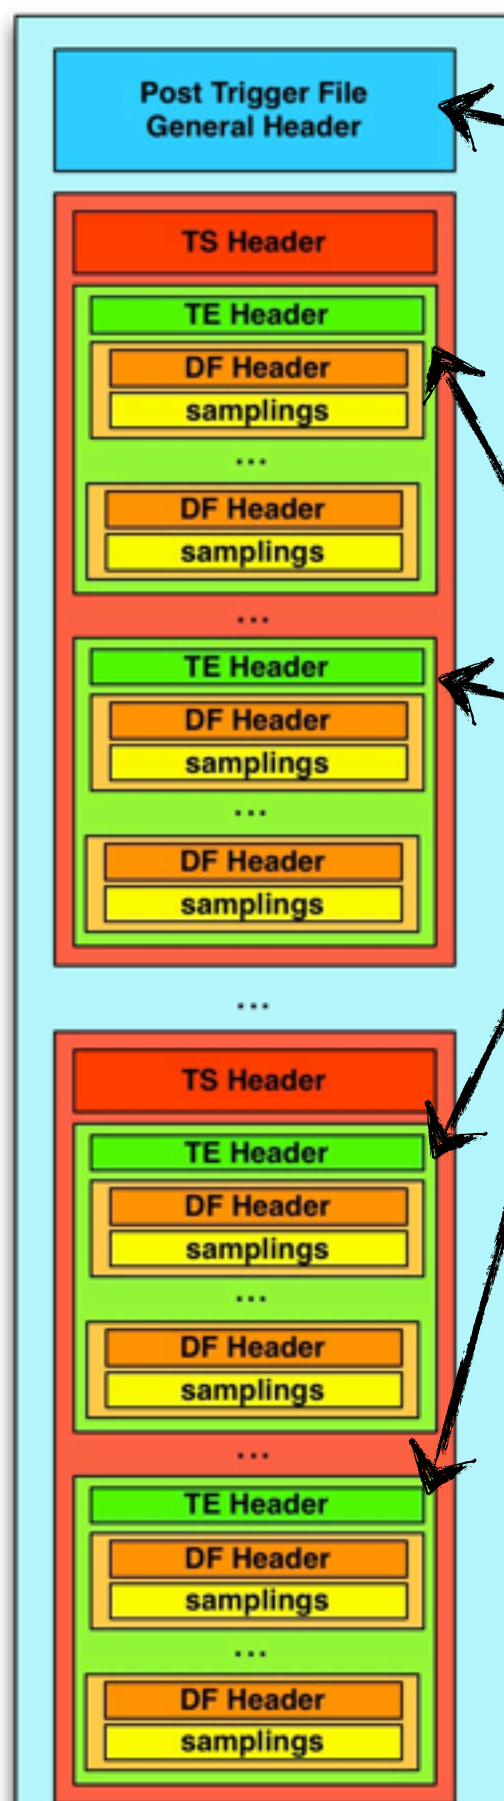 Post Trigger File
General Header
TS Header
TE Header
DF Header
samplings
...
DF Header
samplings
...
TE Header
DF Header
samplings
...
DF Header
samplings
...
TS Header
TE Header
DF Header
samplings
...
DF Header
samplings
...
TE Header
DF Header
samplings
...
DF Header
samplings